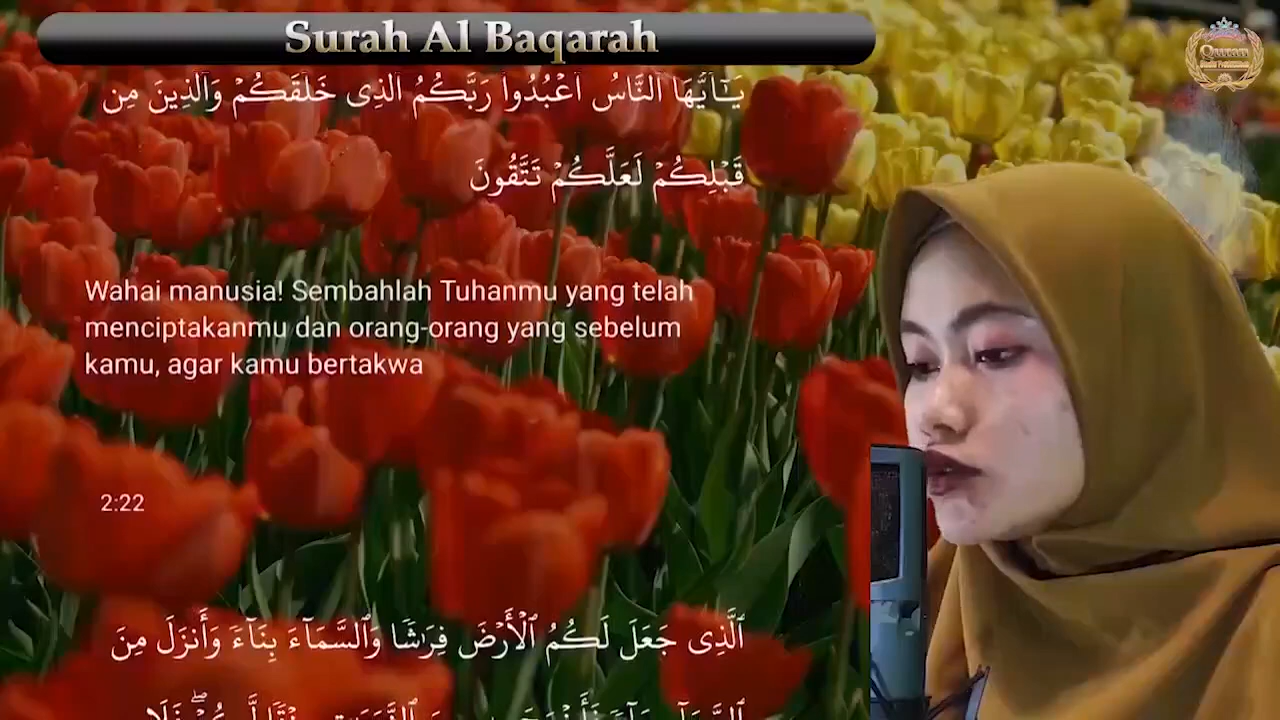 Surah Al Baqarah
يَـٰٓأَيُّهَا ٱلنَّاسُ ٱعْبُدُوا۟ رَبَّكُمُ ٱلَّذِى خَلَقَكُمْ وَٱلَّذِينَ مِن
قَبْلِكُمْ لَعَلَّكُمْ تَتَّقُونَ
Wahai manusia! Sembahlah Tuhanmu yang telah
menciptakanmu dan orang-orang yang sebelum
kamu, agar kamu bertakwa
2:22
ٱلَّذِى جَعَلَ لَكُمُ ٱلْأَرْضَ فِرَٰشًا وَٱلسَّمَآءَ بِنَآءً وَأَنزَلَ مِنَ
Quran